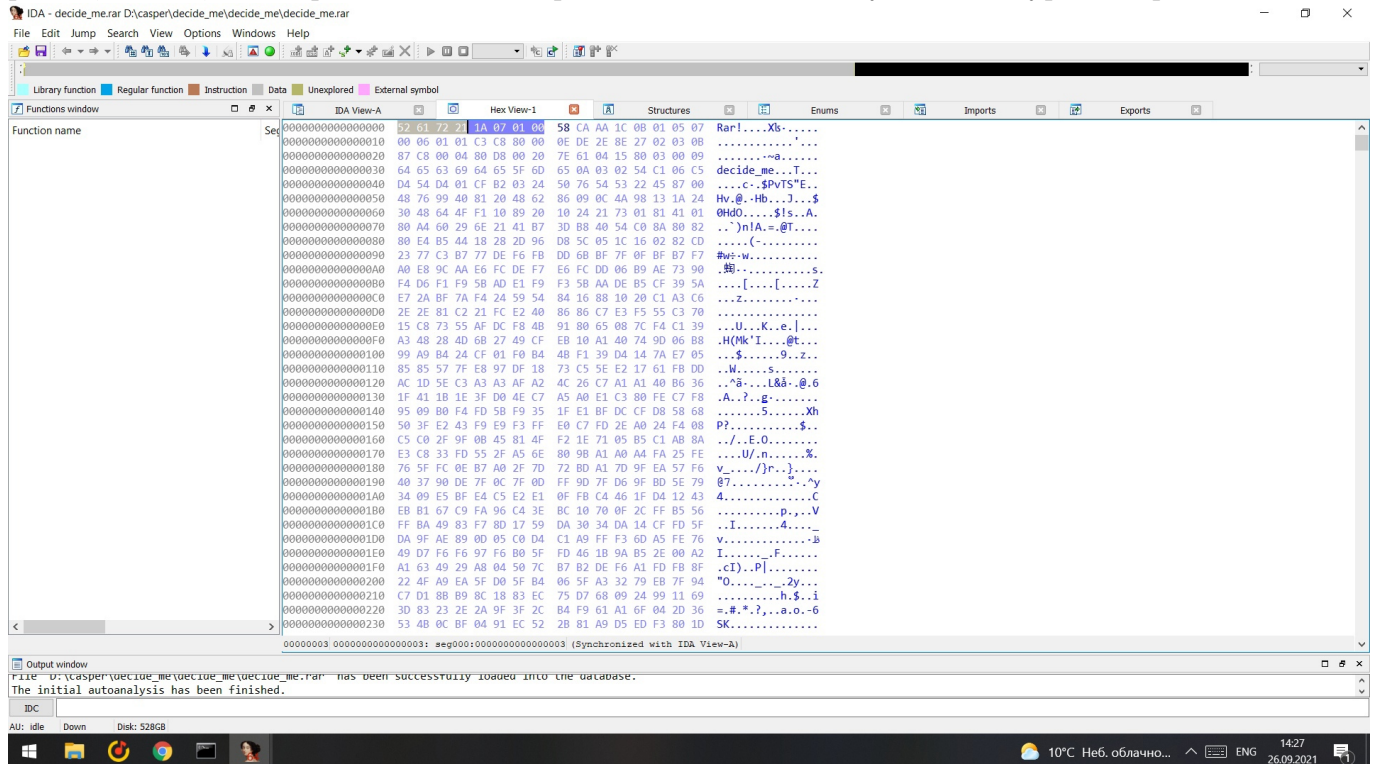 IDA - decide_me.rar D:\casper\decide_me\decide_me\decide_me.rar
File Edit Jump Search View Options Windows Help
Library function Regular function Instruction Data Unexplored External symbol
Functions window IDA View-A Hex View-1 Structures Enums Imports Exports
Function name Seg
0000000000000000 52 61 72 21 1A 07 01 00 58 CA AA 1C 0B 01 05 07
0000000000000010 00 06 01 01 C3 C8 80 00 0E DE 2E 8E 27 02 03 0B
0000000000000020 87 C8 00 04 80 D8 00 20 7E 61 04 15 80 03 00 09
0000000000000030 64 65 63 69 64 65 5F 6D 65 0A 03 02 54 C1 06 C5 decide_me...T...
0000000000000040 D4 54 D4 01 CF B2 03 24 50 76 54 53 22 45 87 00
0000000000000050 48 76 99 40 81 20 48 62 86 09 0C 4A 98 13 1A 24
0000000000000060 30 48 64 4F F1 10 89 20 10 24 21 73 01 81 41 01 0HdO.....$!s..A.
0000000000000070 80 A4 60 29 6E 21 41 B7 3D B8 40 54 C0 8A 80 82 ..`)n!A.=.@T....
0000000000000080 80 E4 B5 44 18 28 2D 96 D8 5C 05 1C 16 02 82 CD
0000000000000090 23 77 C3 B7 77 DE F6 FB DD 6B BF 7F 0F BF B7 F7
00000000000000A0 A0 E8 9C AA E6 FC DE F7 E6 FC DD 06 B9 AE 73 90
00000000000000B0 F4 D6 F1 F9 5B AD E1 F9 F3 5B AA DE B5 CF 39 5A ....[....[.....Z
00000000000000C0 E7 2A BF 7A F4 24 59 54 84 16 88 10 20 C1 A3 C6
00000000000000D0 2E 2E 81 C2 21 FC E2 40 86 86 C7 E3 F5 55 C3 70 ................
00000000000000E0 15 C8 73 55 AF DC F8 4B 91 80 65 08 7C F4 C1 39 ...U...K..e.|...
00000000000000F0 A3 48 28 4D 6B 27 49 CF EB 10 A1 40 74 9D 06 B8 .H(Mk'I....@t...
0000000000000100 99 A9 B4 24 CF 01 F0 B4 4B F1 39 D4 14 7A E7 05 ...$......9..z..
0000000000000110 85 85 57 7F E8 97 DF 18 73 C5 5E E2 17 61 FB DD ..W.....s.......
0000000000000120 AC 1D 5E C3 A3 A3 AF A2 4C 26 C7 A1 A1 40 B6 36
0000000000000130 1F 41 1B 1E 3F D0 4E C7 A5 A0 E1 C3 80 FE C7 F8
0000000000000140 95 09 B0 F4 FD 5B F9 35 1F E1 BF DC CF D8 58 68 .......5......Xh
0000000000000150 50 3F E2 43 F9 E9 F3 FF E0 C7 FD 2E A0 24 F4 08 P?...........$..
0000000000000160 C5 C0 2F 9F 0B 45 81 4F F2 1E 71 05 B5 C1 AB 8A ../..E.O........
0000000000000170 E3 C8 33 FD 55 2F A5 6E 80 9B A1 A0 A4 FA 25 FE ....U/.n......%.
0000000000000180 76 5F FC 0E B7 A0 2F 7D 72 BD A1 7D 9F EA 57 F6 v_..../}r..}....
0000000000000190 40 37 90 DE 7F 0C 7F 0D FF 9D 7F D6 9F BD 5E 79
00000000000001A0 34 09 E5 BF E4 C5 E2 E1 0F FB C4 46 1F D4 12 43 4..............C
00000000000001B0 EB B1 67 C9 FA 96 C4 3E BC 10 70 0F 2C FF B5 56 ..........p.,..V
00000000000001C0 FF BA 49 83 F7 8D 17 59 DA 30 34 DA 14 CF FD 5F ..I.......4...._
00000000000001D0 DA 9F AE 89 0D 05 C0 D4 C1 A9 FF F3 6D A5 FE 76
00000000000001E0 49 D7 F6 F6 97 F6 B0 5F FD 46 1B 9A B5 2E 00 A2 I......_.F......
00000000000001F0 A1 63 49 29 A8 04 50 7C B7 B2 DE F6 A1 FD FB 8F .cI)..P|........
0000000000000200 22 4F A9 EA 5F D0 5F B4 06 5F A3 32 79 EB 7F 94 "O.._._.._.2y...
0000000000000210 C7 D1 8B B9 8C 18 83 EC 75 D7 68 09 24 99 11 69 ..........h.$..i
0000000000000220 3D 83 23 2E 2A 9F 3F 2C B4 F9 61 A1 6F 04 2D 36 =.#.*.?,..a.o.-6
0000000000000230 53 4B 0C BF 04 91 EC 52 2B 81 A9 D5 ED F3 80 1D SK..............
00000003 0000000000000003: seg000:0000000000000003 (Synchronized with IDA View-A)
Output window
File 'D:\casper\decide_me\decide_me\decide_me.rar' has been successfully loaded into the database.
The initial autoanalysis has been finished.
IDC
AU: idle Down Disk: 528GB
10°C Неб. облачно... ENG 14:27
26.09.2021